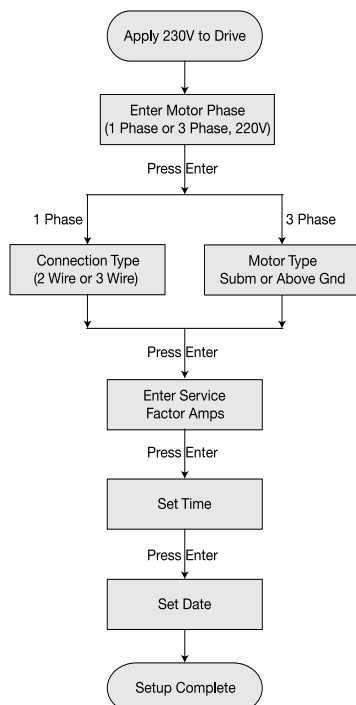 Apply 230V to Drive
Enter Motor Phase
(1 Phase or 3 Phase, 220V)
Press Enter
1 Phase
3 Phase
Connection Type
(2 Wire or 3 Wire)
Motor Type
Subm or Above Gnd
Press Enter
Enter Service
Factor Amps
Press Enter
Set Time
Press Enter
Set Date
Setup Complete